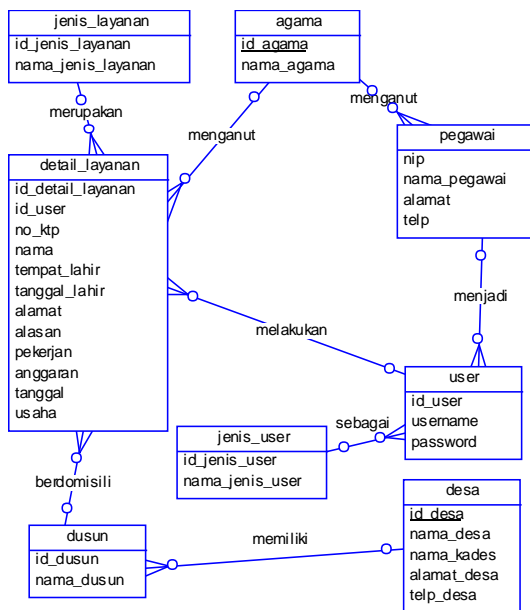 jenis_layanan
id_jenis_layanan
nama_jenis_layanan
agama
id_agama
nama_agama
merupakan
menganut
menganut
pegawai
nip
nama_pegawai
alamat
telp
detail_layanan
id_detail_layanan
id_user
no_ktp
nama
tempat_lahir
tanggal_lahir
alamat
alasan
pekerjan
anggaran
tanggal
usaha
menjadi
melakukan
user
id_user
username
password
sebagai
jenis_user
id_jenis_user
nama_jenis_user
berdomisili
dusun
id_dusun
nama_dusun
memiliki
desa
id_desa
nama_desa
nama_kades
alamat_desa
telp_desa